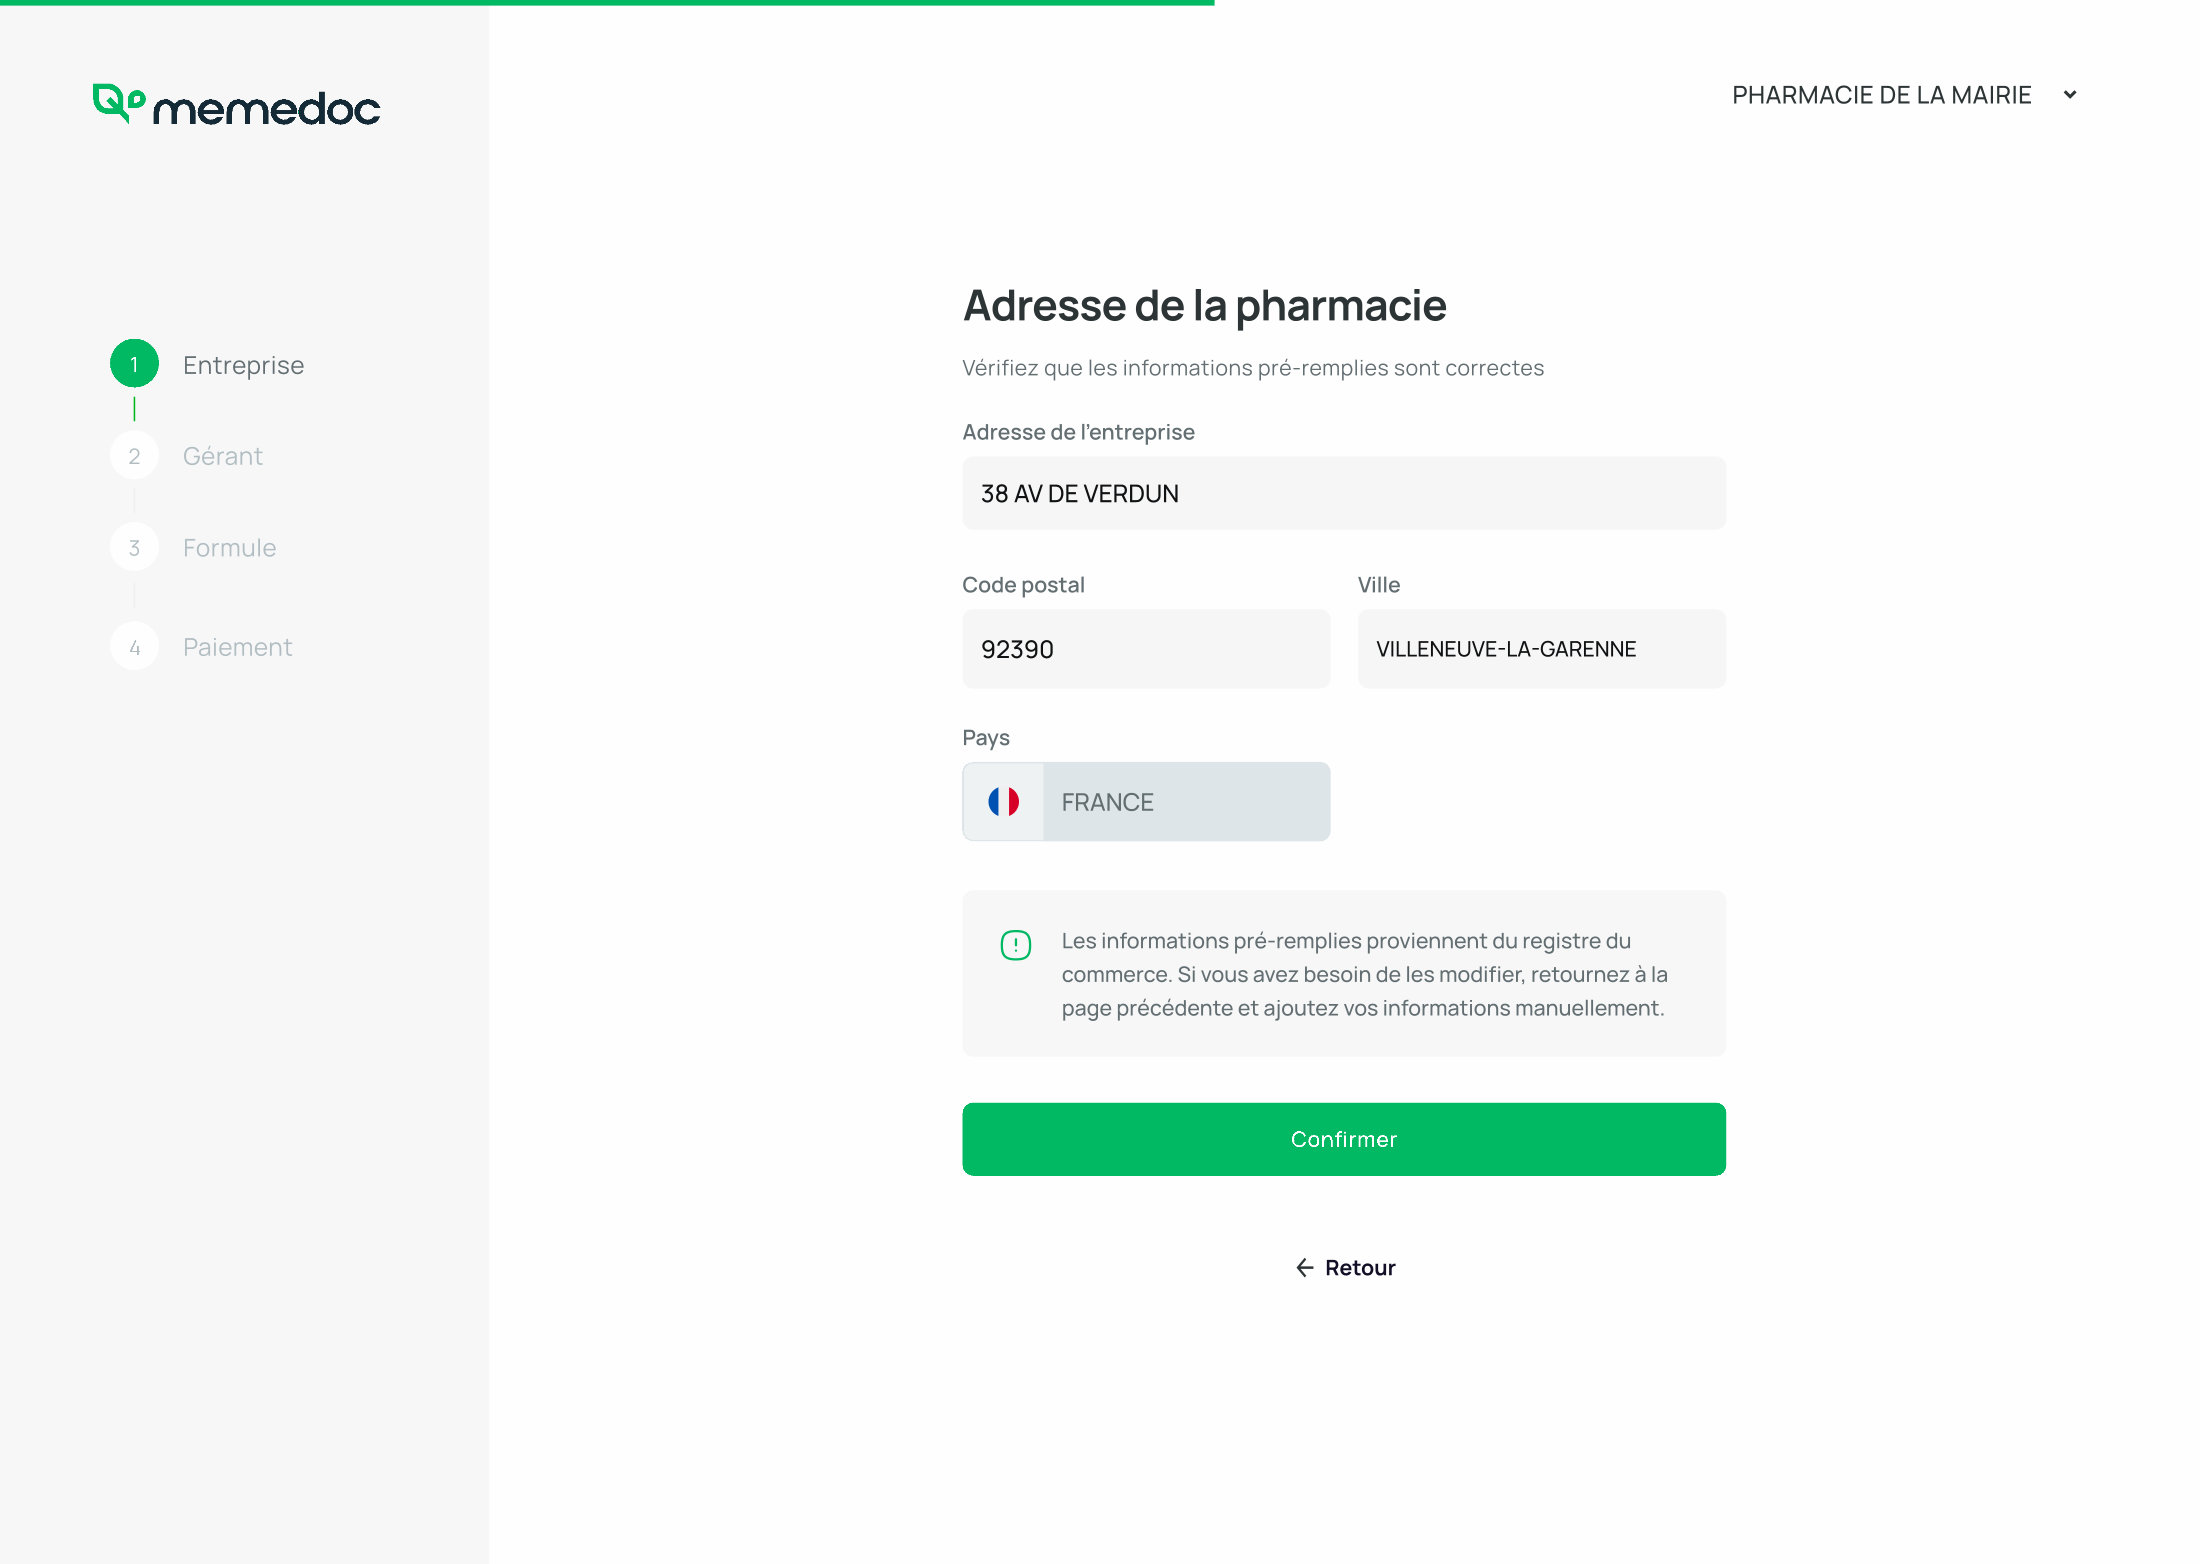 memedoc
PHARMACIE DE LA MAIRIE
1 Entreprise
2 Gérant
3 Formule
4 Paiement
Adresse de la pharmacie
Vérifiez que les informations pré-remplies sont correctes
Adresse de l'entreprise
38 AV DE VERDUN
Code postal
92390
Ville
VILLENEUVE-LA-GARENNE
Pays
FRANCE
Les informations pré-remplies proviennent du registre du
commerce. Si vous avez besoin de les modifier, retournez à la
page précédente et ajoutez vos informations manuellement.
Confirmer
Retour